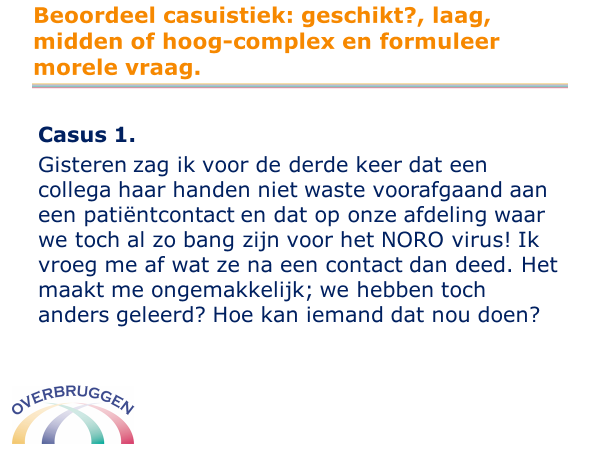 Beoordeel casuistiek: geschikt?, laag,
midden of hoog-complex en formuleer
morele vraag.
Casus 1.
Gisteren zag ik voor de derde keer dat een
collega haar handen niet waste voorafgaand aan
een patiëntcontact en dat op onze afdeling waar
we toch al zo bang zijn voor het NORO virus! Ik
vroeg me af wat ze na een contact dan deed. Het
maakt me ongemakkelijk; we hebben toch
anders geleerd? Hoe kan iemand dat nou doen?
OVERBRUGGEN